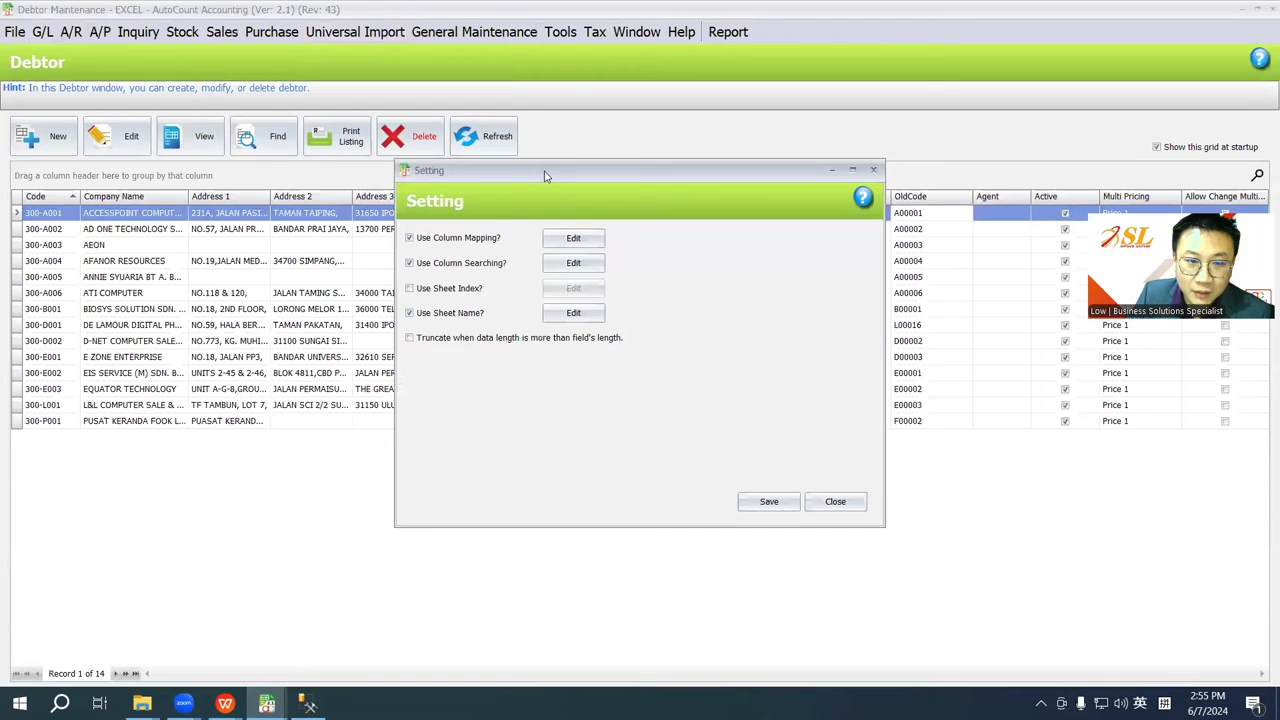 Debtor Maintenance - EXCEL - AutoCount Accounting (Ver: 2.1) (Rev: 43)
File G/L A/R A/P Inquiry Stock Sales Purchase Universal Import General Maintenance Tools Tax Window Help Report
Debtor
Hint: In this Debtor window, you can create, modify, or delete debtor.
New Edit View Find Print Listing Delete Refresh
Show this grid at startup
Drag a column header here to group by that column
Code Company Name Address 1 Address 2 Address 3 OldCode Agent Active Multi Pricing Allow Change Multi...
300-A001 ACCESSPOINT COMPUT... 231A, JALAN PASI... TAMAN TAIPING, 31650 IPO A00001 Price 1
300-A002 AD ONE TECHNOLOGY S... NO.57, JALAN PR... BANDAR PRAI JAYA, 13700 PER A00002
300-A003 AEON A00003
300-A004 AFANOR RESOURCES NO.19,JALAN MED... 34700 SIMPANG, A00004
300-A005 ANNIE SYUARIA BT A. B... A00005
300-A006 ATI COMPUTER NO.118 & 120, JALAN TAMING S... 34000 TAI A00006
300-B001 BIOSYS SOLUTION SDN. ... NO.18, 2ND FLOOR, LORONG MELOR 1... 13600 PR B00001
300-D001 DE LAMOUR DIGITAL PH... NO.59, HALA BER... TAMAN PAKATAN, 31400 IPO L00016 Price 1
300-D002 D-NET COMPUTER SALE... NO.773, KG. MUHI... 31100 SUNGAI SI... D00003 Price 1
300-E001 E ZONE ENTERPRISE NO.18, JALAN PP3, BANDAR UNIVERS... 32610 SER D00003 Price 1
300-E002 EIS SERVICE (M) SDN. B... UNITS 2-45 & 2-46, BLOK 4811,CBD P... JALAN PER E00001 Price 1
300-E003 EQUATOR TECHNOLOGY UNIT A-G-8,GROU... JALAN PERMAISU... THE GREA E00002 Price 1
300-L001 L&L COMPUTER SALE & ... TF TAMBUN, LOT 7, JALAN SCI 2/2 SU... 31150 ULU E00003 Price 1
300-P001 PUSAT KERANDA FOOK L... PUASAT KERAND... F00002 Price 1
Setting
Setting
Use Column Mapping? Edit
Use Column Searching? Edit
Use Sheet Index? Edit
Use Sheet Name? Edit
Truncate when data length is more than field's length.
Save Close
SL
Low | Business Solutions Specialist
Record 1 of 14
zoom
英 拼
2:55 PM
6/7/2024
1